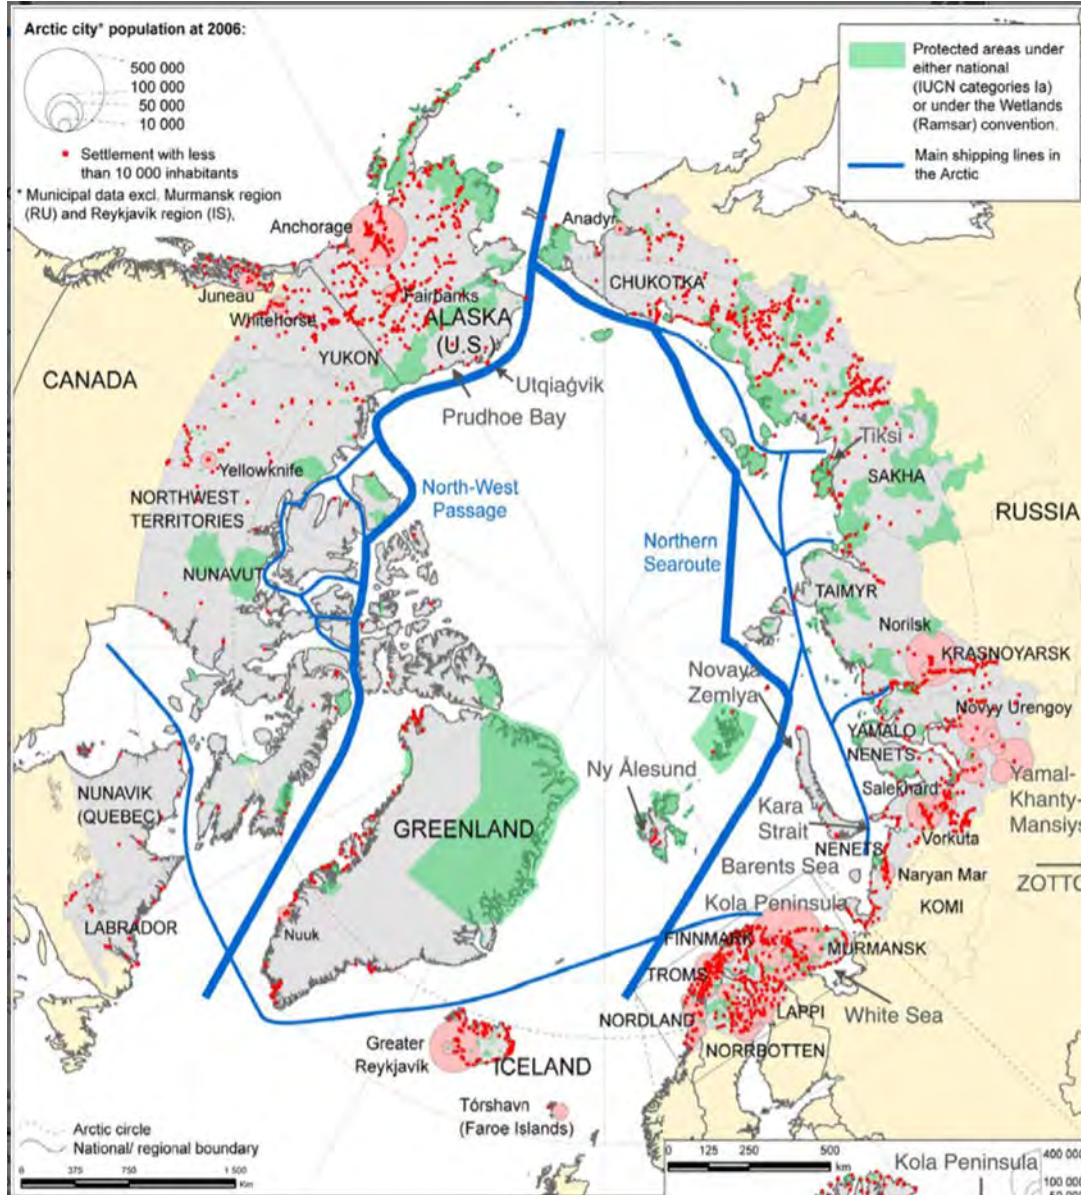 Arctic city* population at 2006:
500 000
100 000
50 000
10 000
Settlement with less
than 10 000 inhabitants
* Municipal data excl. Murmansk region
(RU) and Reykjavik region (IS),
Protected areas under
either national
(IUCN categories Ia)
or under the Wetlands
(Ramsar) convention.
Main shipping lines in
the Arctic
Anchorage
Anadyr
Juneau
Fairbanks
CHUKOTKA
Whitehorse
ALASKA
(U.S.)
YUKON
CANADA
Utqiaġvik
Prudhoe Bay
Tiksi
Yellowknife
SAKHA
North-West
Passage
NORTHWEST
TERRITORIES
RUSSIA
Northern
Searoute
NUNAVUT
TAIMYR
Norilsk
KRASNOYARSK
Novaya
Zemlya
Novyy Urengoy
YAMALO
NENETS
Ny Ålesund
Yamal-
Khanty-
Mansiys
Salekhard
NUNAVIK
(QUEBEC)
Kara
Strait
GREENLAND
Vorkuta
NENETS
Barents Sea
Naryan Mar
ZOTTO
Kola Peninsula
KOMI
LABRADOR
Nuuk
FINNMARK
MURMANSK
TROMS
LAPPI
White Sea
NORDLAND
Greater
Reykjavík
NORRBOTTEN
ICELAND
Tórshavn
(Faroe Islands)
Arctic circle
National/ regional boundary
0 375 750 1 500
Km
0 125 250 500
km
Kola Peninsula
400 000
100 000